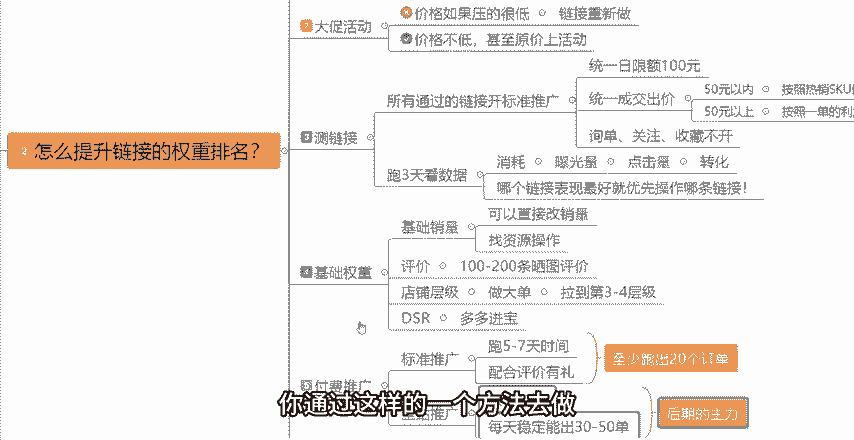 2 怎么提升链接的权重排名？
大促活动
价格如果压的很低
链接重新做
价格不低，甚至原价上活动
测链接
所有通过的链接开标准推广
统一日限额100元
统一成交出价
50元以内
按照热销SKU的
50元以上
按照一单的利
询单、关注、收藏不开
跑3天看数据
消耗
曝光量
点击量
转化
哪个链接表现最好就优先操作哪条链接！
基础权重
基础销量
可以直接改销量
找资源操作
评价
100-200条晒图评价
店铺层级
做大单
拉到第3-4层级
DSR
多多进宝
付费推广
标准推广
跑5-7天时间
配合评价有礼
至少跑出20个订单
每天稳定能出30-50单
后期的主力
你通过这样的一个方法去做